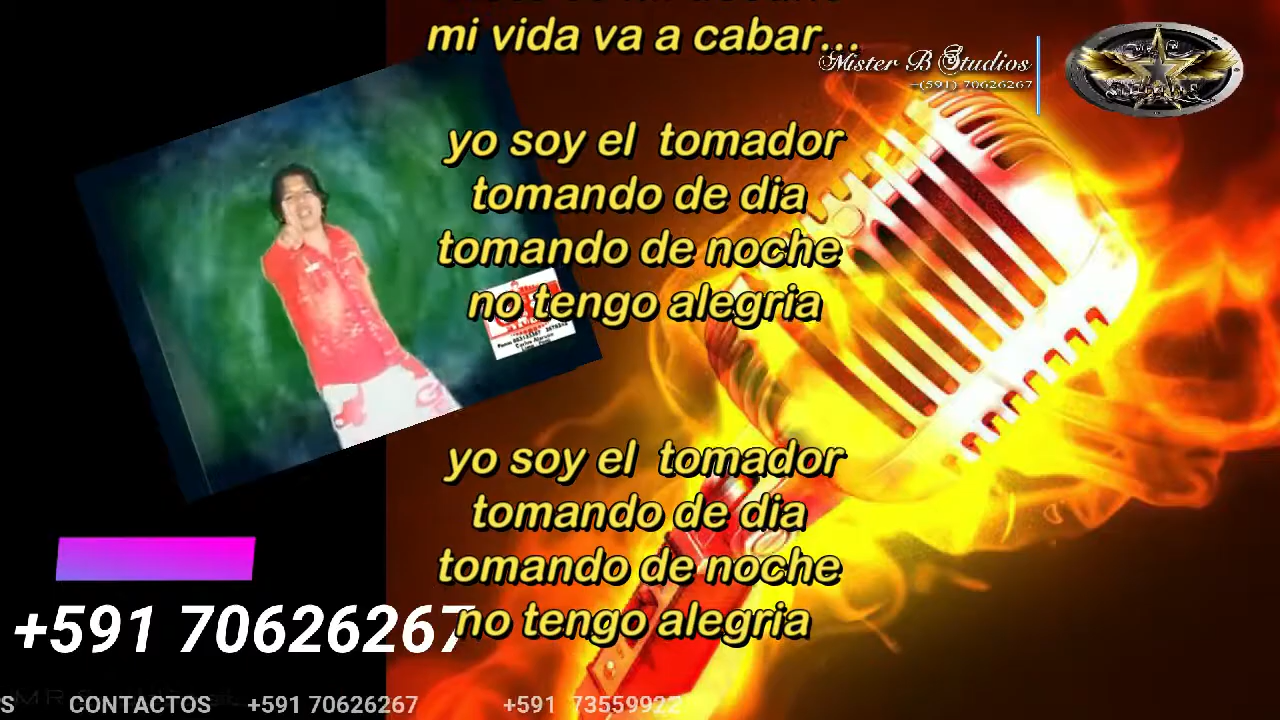 mi vida va a cabar...
Mister B Studios
+(591) 70626267
yo soy el tomador
tomando de dia
tomando de noche
no tengo alegria
yo soy el tomador
tomando de dia
tomando de noche
no tengo alegria
+591 70626267
S CONTACTOS +591 70626267 +591 73559922